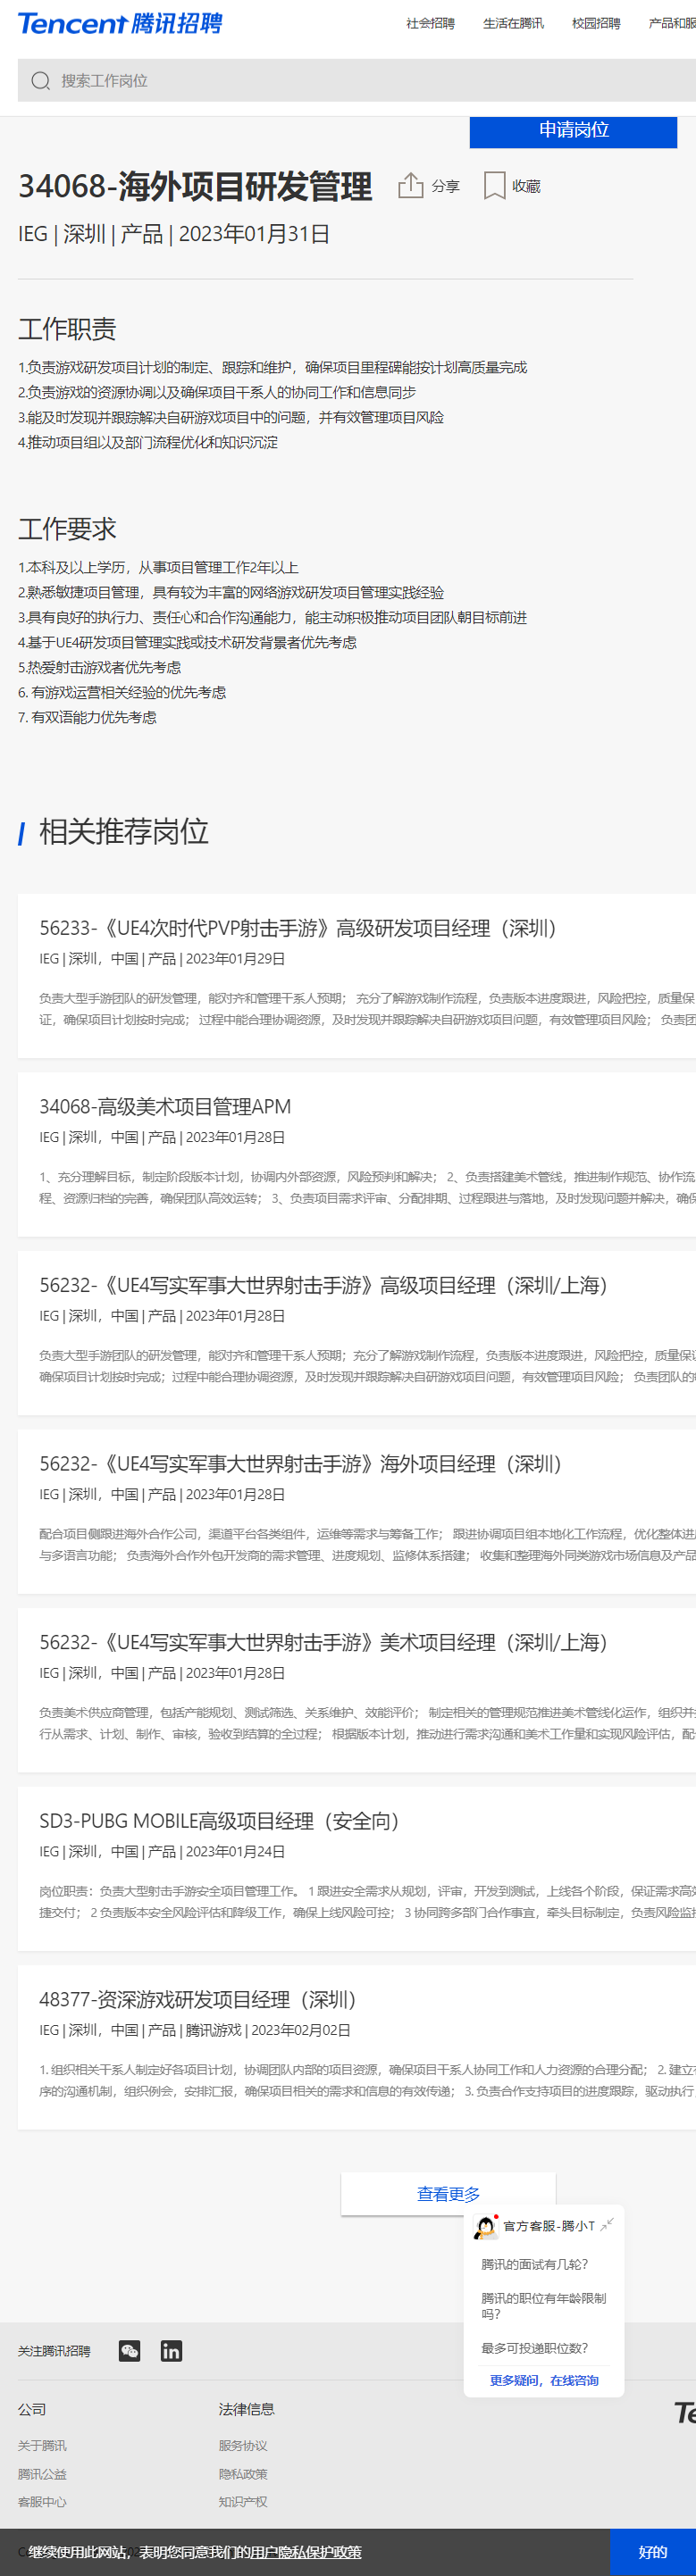 Tencent 腾讯招聘
社会招聘 生活在腾讯 校园招聘 产品和服
搜索工作岗位
申请岗位
34068-海外项目研发管理 分享 收藏
IEG | 深圳 | 产品 | 2023年01月31日
工作职责
1.负责游戏研发项目计划的制定、跟踪和维护，确保项目里程碑能按计划高质量完成
2.负责游戏的资源协调以及确保项目干系人的协同工作和信息同步
3.能及时发现并跟踪解决自研游戏项目中的问题，并有效管理项目风险
4.推动项目组以及部门流程优化和知识沉淀
工作要求
1.本科及以上学历，从事项目管理工作2年以上
2.熟悉敏捷项目管理，具有较为丰富的网络游戏研发项目管理实践经验
3.具有良好的执行力、责任心和合作沟通能力，能主动积极推动项目团队朝目标前进
4.基于UE4研发项目管理实践或技术研发背景者优先考虑
5.热爱射击游戏者优先考虑
6. 有游戏运营相关经验的优先考虑
7. 有双语能力优先考虑
相关推荐岗位
56233-《UE4次时代PVP射击手游》高级研发项目经理（深圳）
IEG | 深圳，中国 | 产品 | 2023年01月29日
负责大型手游团队的研发管理，能对齐和管理干系人预期； 充分了解游戏制作流程，负责版本进度跟进，风险把控，质量保
证，确保项目计划按时完成； 过程中能合理协调资源，及时发现并跟踪解决自研游戏项目问题，有效管理项目风险； 负责团
34068-高级美术项目管理APM
IEG | 深圳，中国 | 产品 | 2023年01月28日
1、充分理解目标，制定阶段版本计划，协调内外部资源，风险预判和解决； 2、负责搭建美术管线，推进制作规范、协作流
程、资源归档的完善，确保团队高效运转； 3、负责项目需求评审、分配排期、过程跟进与落地，及时发现问题并解决，确保
56232-《UE4写实军事大世界射击手游》高级项目经理（深圳/上海）
IEG | 深圳，中国 | 产品 | 2023年01月28日
负责大型手游团队的研发管理，能对齐和管理干系人预期；充分了解游戏制作流程，负责版本进度跟进，风险把控，质量保证
确保项目计划按时完成；过程中能合理协调资源，及时发现并跟踪解决自研游戏项目问题，有效管理项目风险； 负责团队的
56232-《UE4写实军事大世界射击手游》海外项目经理（深圳）
IEG | 深圳，中国 | 产品 | 2023年01月28日
配合项目侧跟进海外合作公司，渠道平台各类组件，运维等需求与筹备工作； 跟进协调项目组本地化工作流程，优化整体进度
与多语言功能； 负责海外合作外包开发商的需求管理、进度规划、监修体系搭建； 收集和整理海外同类游戏市场信息及产品
56232-《UE4写实军事大世界射击手游》美术项目经理（深圳/上海）
IEG | 深圳，中国 | 产品 | 2023年01月28日
负责美术供应商管理，包括产能规划、测试筛选、关系维护、效能评价； 制定相关的管理规范推进美术管线化运作，组织并
行从需求、计划、制作、审核，验收到结算的全过程； 根据版本计划，推动进行需求沟通和美术工作量和实现风险评估，配
SD3-PUBG MOBILE高级项目经理（安全向）
IEG | 深圳，中国 | 产品 | 2023年01月24日
岗位职责：负责大型射击手游安全项目管理工作。 1 跟进安全需求从规划，评审，开发到测试，上线各个阶段，保证需求高效
捷交付； 2 负责版本安全风险评估和降级工作，确保上线风险可控； 3 协同跨多部门合作事宜，牵头目标制定，负责风险监控
48377-资深游戏研发项目经理（深圳）
IEG | 深圳，中国 | 产品 | 腾讯游戏 | 2023年02月02日
1. 组织相关干系人制定好各项目计划，协调团队内部的项目资源，确保项目干系人协同工作和人力资源的合理分配； 2. 建立有
序的沟通机制，组织例会，安排汇报，确保项目相关的需求和信息的有效传递； 3. 负责合作支持项目的进度跟踪，驱动执行，
查看更多
官方客服-腾小T
腾讯的面试有几轮？
腾讯的职位有年龄限制
吗？
最多可投递职位数？
更多疑问，在线咨询
关注腾讯招聘
公司 法律信息
关于腾讯 服务协议
腾讯公益 隐私政策
客服中心 知识产权
继续使用此网站，表明您同意我们的用户隐私保护政策 好的